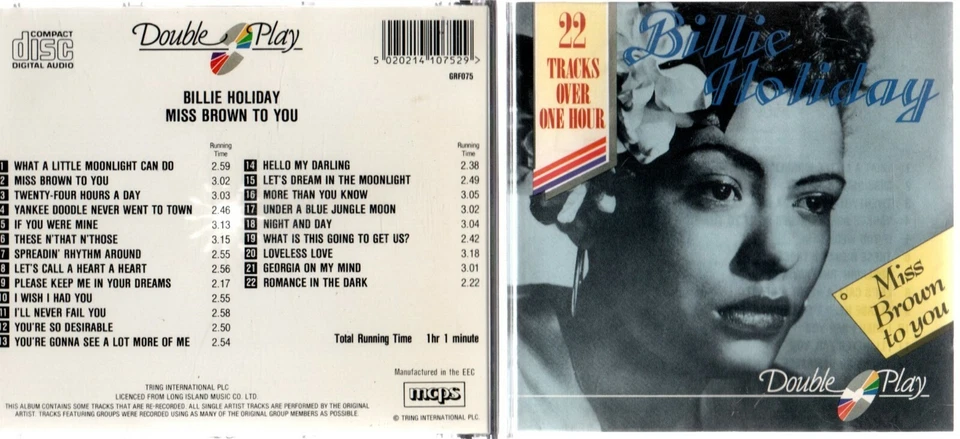 COMPACT
disc
DIGITAL AUDIO
Double Play
5 020214 107529 >
GRF075
BILLIE HOLIDAY
MISS BROWN TO YOU
Running
Time
1 WHAT A LITTLE MOONLIGHT CAN DO 2.59
2 MISS BROWN TO YOU 3.02
3 TWENTY-FOUR HOURS A DAY 3.03
4 YANKEE DOODLE NEVER WENT TO TOWN 2.46
5 IF YOU WERE MINE 3.13
6 THESE N'THAT N'THOSE 3.15
7 SPREADIN' RHYTHM AROUND 2.55
8 LET'S CALL A HEART A HEART 2.56
9 PLEASE KEEP ME IN YOUR DREAMS 2.17
10 I WISH I HAD YOU 2.55
11 I'LL NEVER FAIL YOU 2.58
12 YOU'RE SO DESIRABLE 2.50
13 YOU'RE GONNA SEE A LOT MORE OF ME 2.54
Running
Time
14 HELLO MY DARLING 2.38
15 LET'S DREAM IN THE MOONLIGHT 2.49
16 MORE THAN YOU KNOW 3.05
17 UNDER A BLUE JUNGLE MOON 3.02
18 NIGHT AND DAY 3.04
19 WHAT IS THIS GOING TO GET US? 2.42
20 LOVELESS LOVE 3.18
21 GEORGIA ON MY MIND 3.01
22 ROMANCE IN THE DARK 2.22
Total Running Time 1hr 1 minute
Manufactured in the EEC
mcps
TRING INTERNATIONAL PLC
LICENCED FROM LONG ISLAND MUSIC CO. LTD.
THIS ALBUM CONTAINS SOME TRACKS THAT ARE RE-RECORDED. ALL SINGLE ARTIST TRACKS ARE PERFORMED BY THE ORIGINAL
ARTIST. TRACKS FEATURING GROUPS WERE RECORDED USING AS MANY OF THE ORIGINAL GROUP MEMBERS AS POSSIBLE
© TRING INTERNATIONAL PLC.
22
TRACKS
OVER
ONE HOUR
Billie
Holiday
Miss
Brown
to you
Double Play